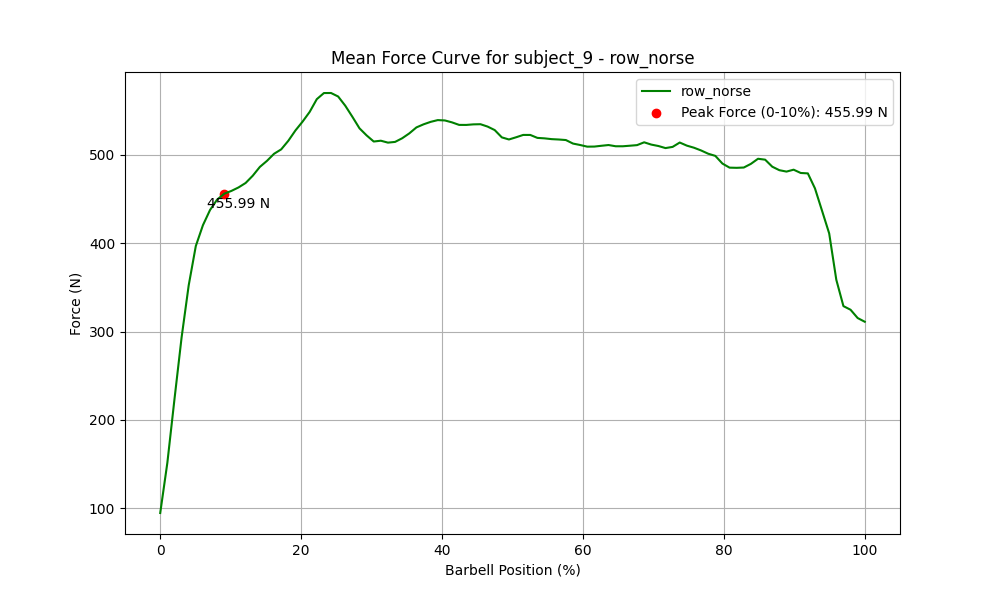 Mean Force Curve for subject_9 - row_norse
row_norse
Peak Force (0-10%): 455.99 N
455.99 N
500
400
300
200
100
Force (N)
0 20 40 60 80 100
Barbell Position (%)